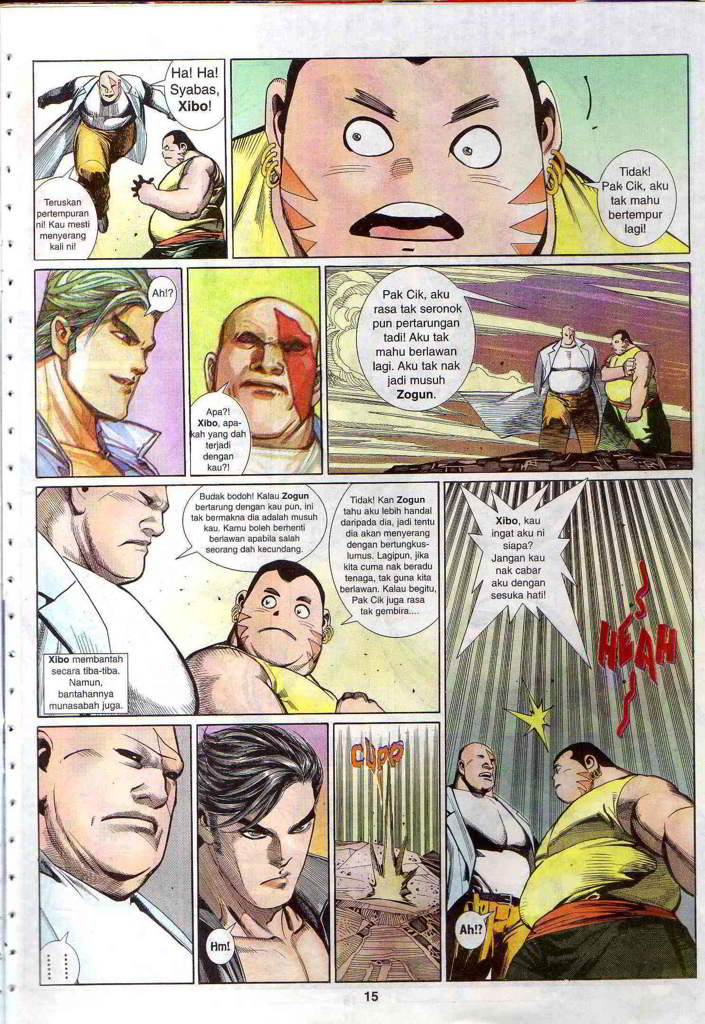 Ha! Ha!
Syabas,
Xibo!
Teruskan
pertempuran
ni! Kau mesti
menyerang
kali ni!
Tidak!
Pak Cik, aku
tak mahu
bertempur
lagi!
Ah!?
Apa?!
Xibo, apa-
kah yang dah
terjadi
dengan
kau?!
Pak Cik, aku
rasa tak seronok
pun pertarungan
tadi! Aku tak
mahu berlawan
lagi. Aku tak nak
jadi musuh
Zogun.
Budak bodoh! Kalau Zogun
bertarung dengan kau pun, ini
tak bermakna dia adalah musuh
kau. Kamu boleh berhenti
berlawan apabila salah
seorang dah kecundang.
Tidak! Kan Zogun
tahu aku lebih handal
daripada dia, jadi tentu
dia akan menyerang
dengan bertungkus-
lumus. Lagipun, jika
kita cuma nak beradu
tenaga, tak guna kita
berlawan. Kalau begitu,
Pak Cik juga rasa
tak gembira....
Xibo membantah
secara tiba-tiba.
Namun,
bantahannya
munasabah juga.
Xibo, kau
ingat aku ni
siapa?
Jangan kau
nak cabar
aku dengan
sesuka hati!
HEAH
Hm!
Ah!?
15